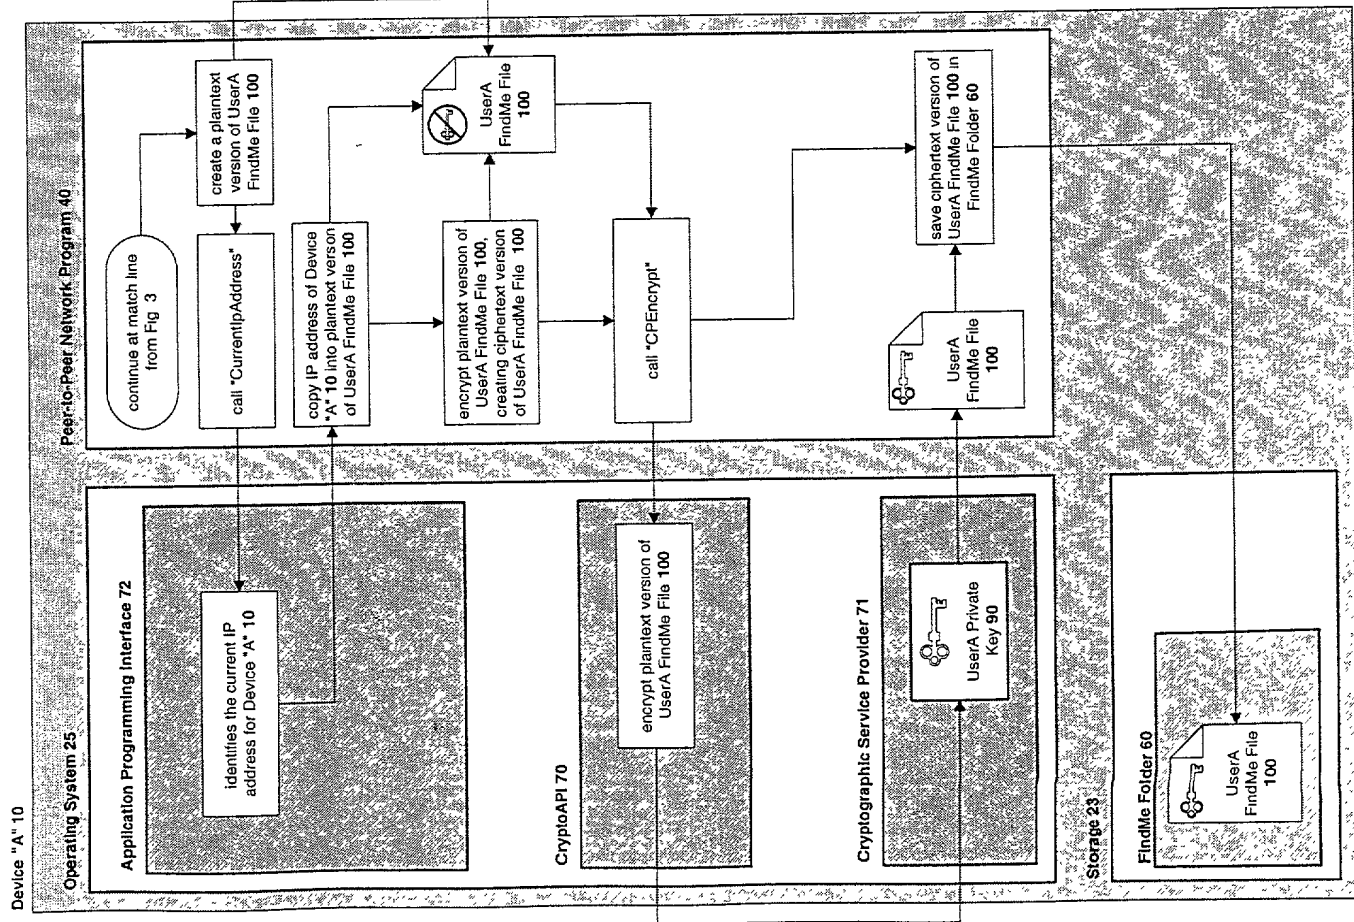 Device "A" 10
Operating System 25
Peer-to-Peer Network Program 40
Application Programming Interface 72
continue at match line
from Fig 3
create a plaintext
version of UserA
FindMe File 100
call "CurrentIpAddress"
identifies the current IP
address for Device "A" 10
copy IP address of Device
"A" 10 into plaintext version
of UserA FindMe File 100
UserA
FindMe File
100
encrypt plaintext version of
UserA FindMe File 100,
creating ciphertext version
of UserA FindMe File 100
CryptoAPI 70
call "CPEncrypt"
encrypt plaintext version of
UserA FindMe File 100
Cryptographic Service Provider 71
UserA Private
Key 90
UserA
FindMe File
100
save ciphertext version of
UserA FindMe File 100 in
FindMe Folder 60
Storage 23
FindMe Folder 60
UserA
FindMe File
100